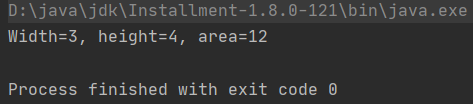 D:\java\jdk\Installment-1.8.0-121\bin\java.exe
Width=3, height=4, area=12
Process finished with exit code 0